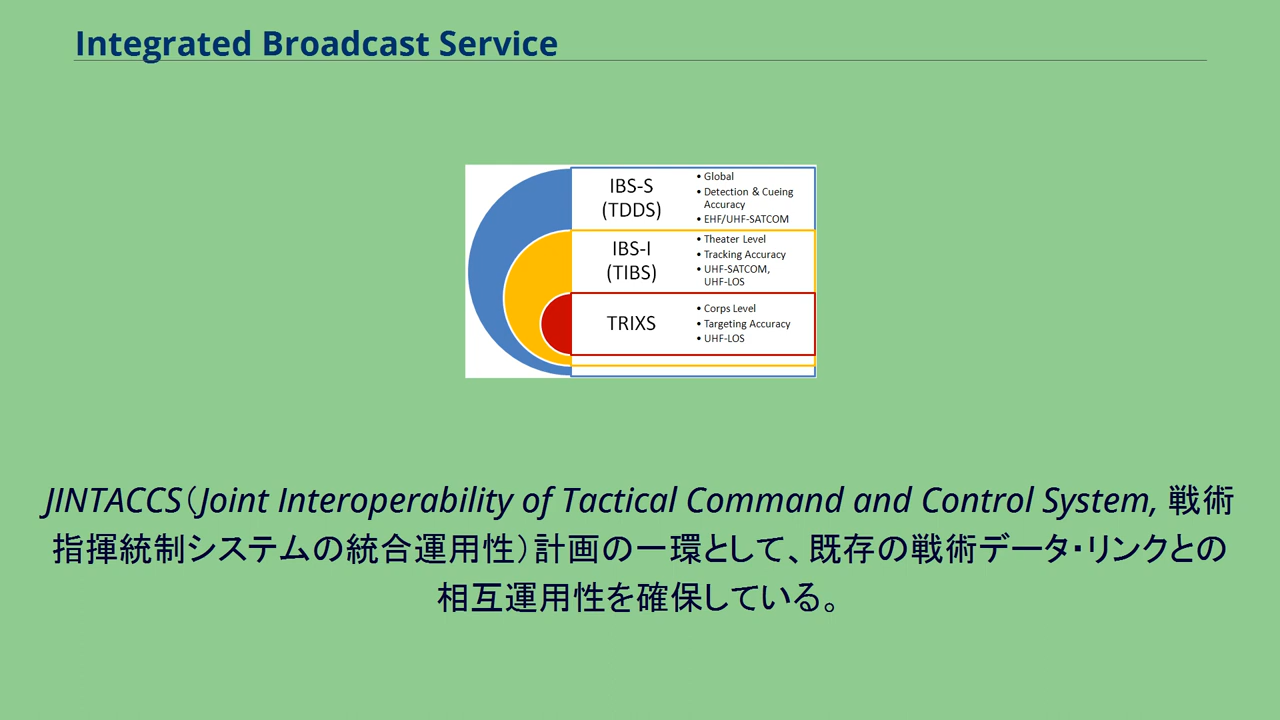 Integrated Broadcast Service
IBS-S
(TDDS)
• Global
• Detection & Cueing
Accuracy
• EHF/UHF-SATCOM
IBS-I
(TIBS)
• Theater Level
• Tracking Accuracy
• UHF-SATCOM,
UHF-LOS
TRIXS
• Corps Level
• Targeting Accuracy
• UHF-LOS
JINTACCS（Joint Interoperability of Tactical Command and Control System, 戦術
指揮統制システムの統合運用性）計画の一環として、既存の戦術データ・リンクとの
相互運用性を確保している。